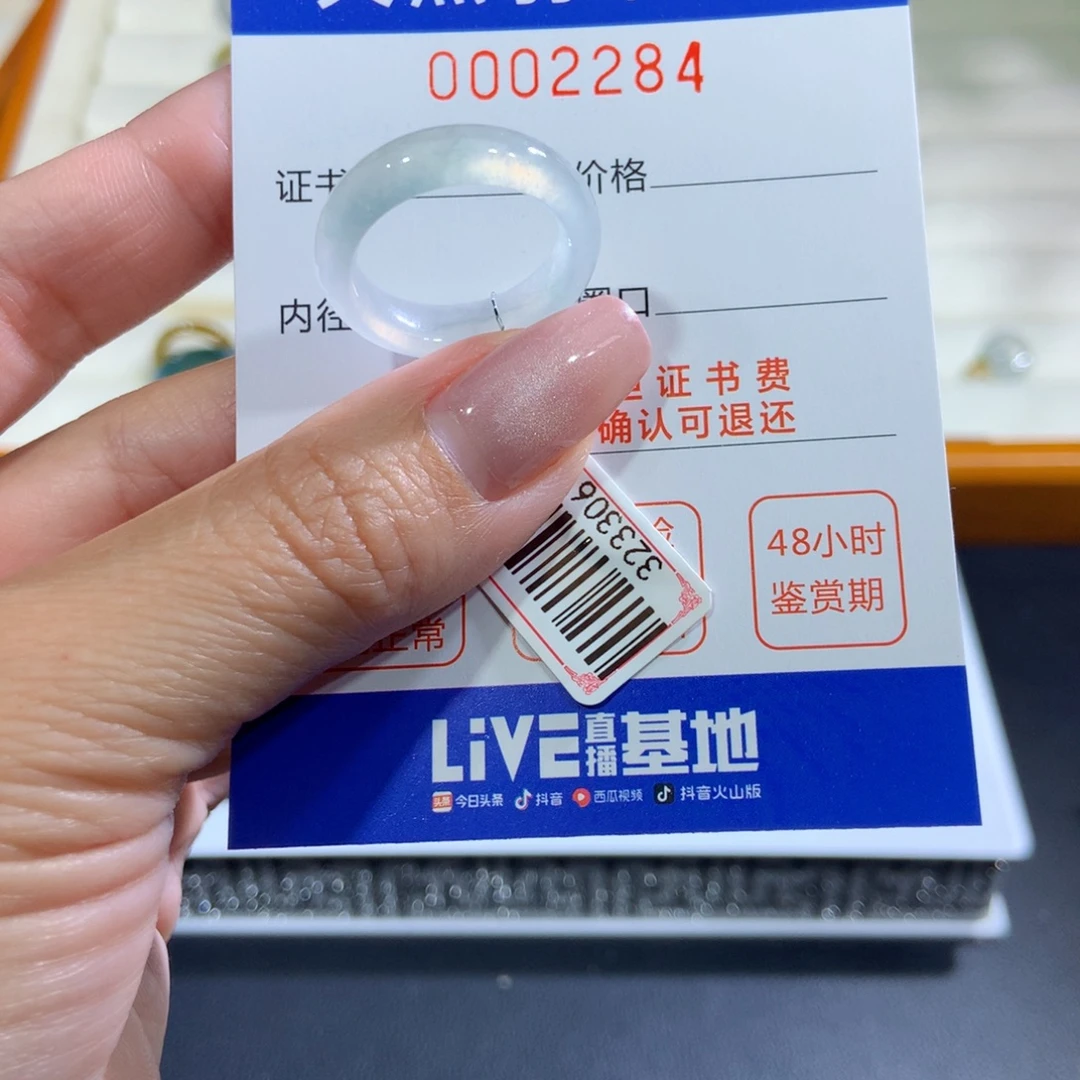 0002284
证书
价格
内径
圈口
证书费
确认可退还
323306
48小时
鉴赏期
正常
LiVE直播基地
今日头条 抖音 西瓜视频 抖音火山版